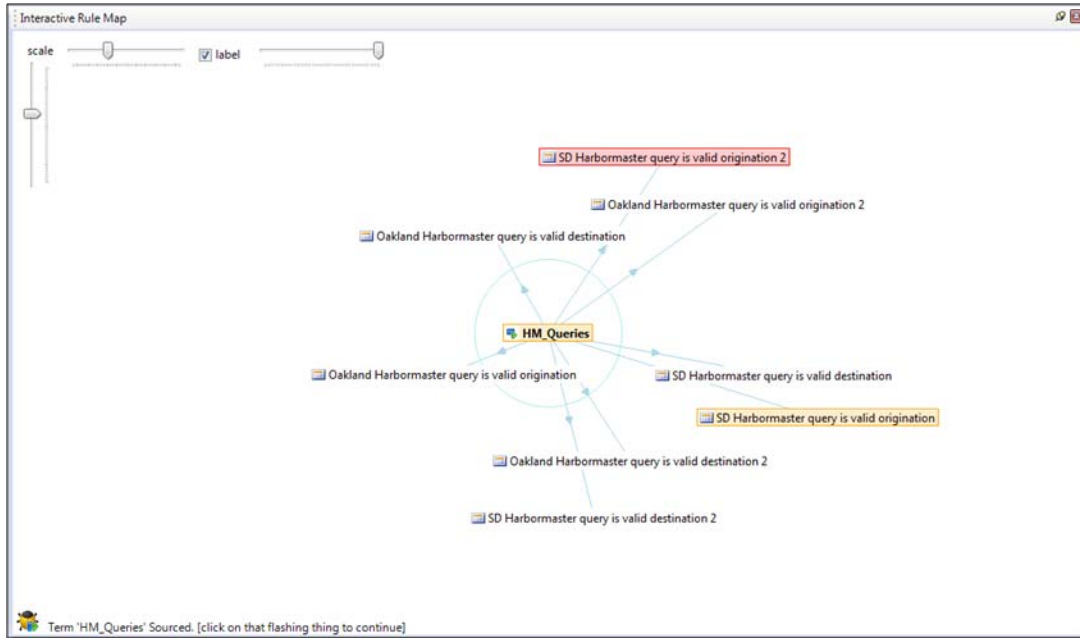 Interactive Rule Map
scale
label
SD Harbormaster query is valid origination 2
Oakland Harbormaster query is valid origination 2
Oakland Harbormaster query is valid destination
HM_Queries
Oakland Harbormaster query is valid origination
SD Harbormaster query is valid destination
SD Harbormaster query is valid origination
Oakland Harbormaster query is valid destination 2
SD Harbormaster query is valid destination 2
Term 'HM_Queries' Sourced. [click on that flashing thing to continue]